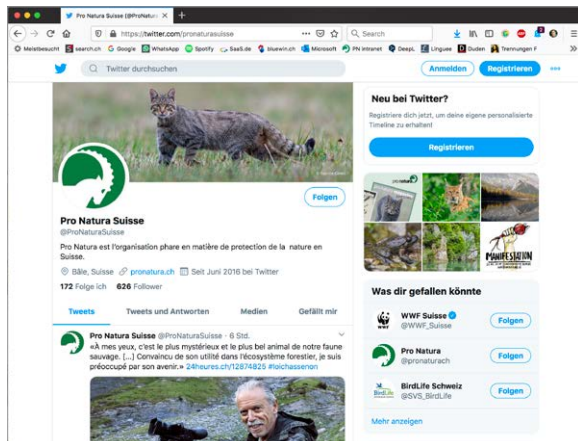 Pro Natura Suisse (@ProNatur
https://twitter.com/pronaturasuisse
Search
Meistbesucht search.ch Google WhatsApp Spotify SaaS.de bluewin.ch Microsoft PN Intranet DeepL Linguee Duden Trennungen F
Twitter durchsuchen
Anmelden
Registrieren
Folgen
Pro Natura Suisse
@ProNaturaSuisse
Pro Natura est l'organisation phare en matière de protection de la nature en
Suisse.
Bâle, Suisse pronatura.ch Seit Juni 2016 bei Twitter
172 Folge ich 626 Follower
Tweets Tweets und Antworten Medien Gefällt mir
Pro Natura Suisse @ProNaturaSuisse · 6 Std.
«À mes yeux, c'est le plus mystérieux et le plus bel animal de notre faune
sauvage. [...] Convaincu de son utilité dans l'écosystème forestier, je suis
préoccupé par son avenir.» 24heures.ch/12874825 #loichassenon
Neu bei Twitter?
Registriere dich jetzt, um deine eigene personalisierte
Timeline zu erhalten!
Registrieren
pronatura
MANIFESTATION
Was dir gefallen könnte
WWF Suisse
@WWF_Suisse
Folgen
Pro Natura
@pronaturach
Folgen
BirdLife Schweiz
@SVS_BirdLife
Folgen
Mehr anzeigen